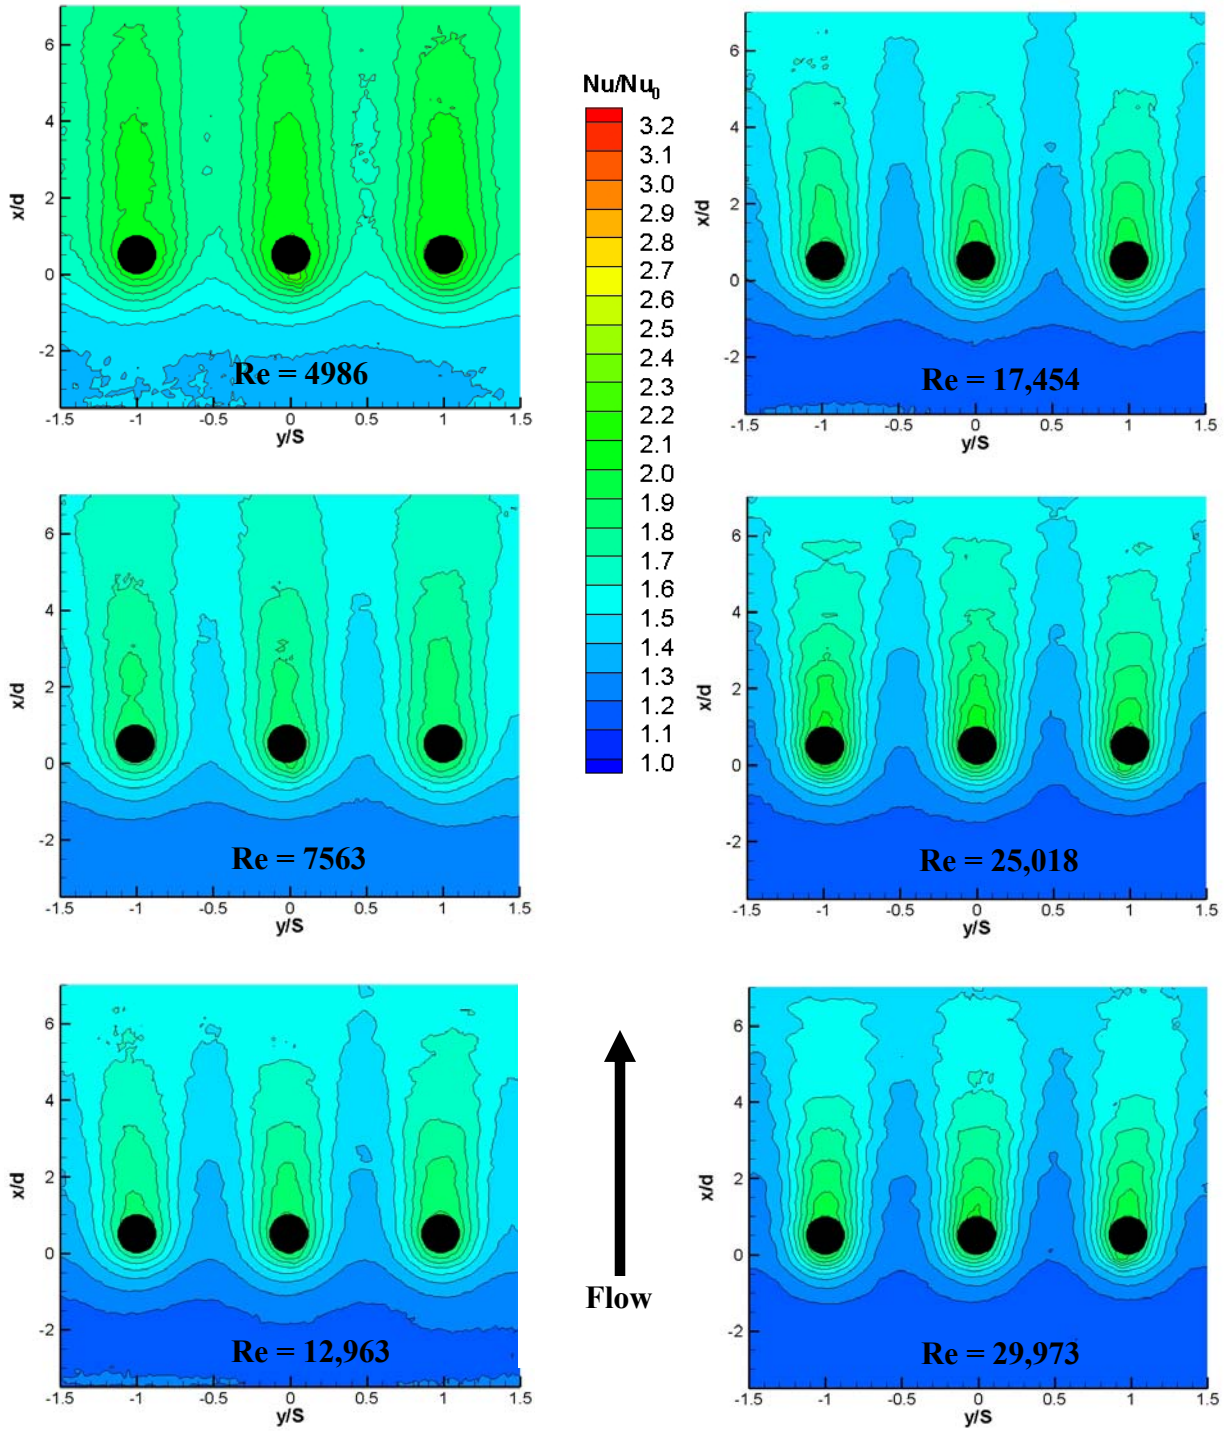 6
4
2
0
-2
x/d
Re = 4986
-1.5 -1 -0.5 0 0.5 1 1.5
y/S
Nu/Nu₀
3.2
3.1
3.0
2.9
2.8
2.7
2.6
2.5
2.4
2.3
2.2
2.1
2.0
1.9
1.8
1.7
1.6
1.5
1.4
1.3
1.2
1.1
1.0
6
4
2
0
-2
x/d
Re = 17,454
-1.5 -1 -0.5 0 0.5 1 1.5
y/S
6
4
2
0
-2
x/d
Re = 7563
-1.5 -1 -0.5 0 0.5 1 1.5
y/S
6
4
2
0
-2
x/d
Re = 25,018
-1.5 -1 -0.5 0 0.5 1 1.5
y/S
6
4
2
0
-2
x/d
Re = 12,963
-1.5 -1 -0.5 0 0.5 1 1.5
y/S
Flow
6
4
2
0
-2
x/d
Re = 29,973
-1.5 -1 -0.5 0 0.5 1 1.5
y/S